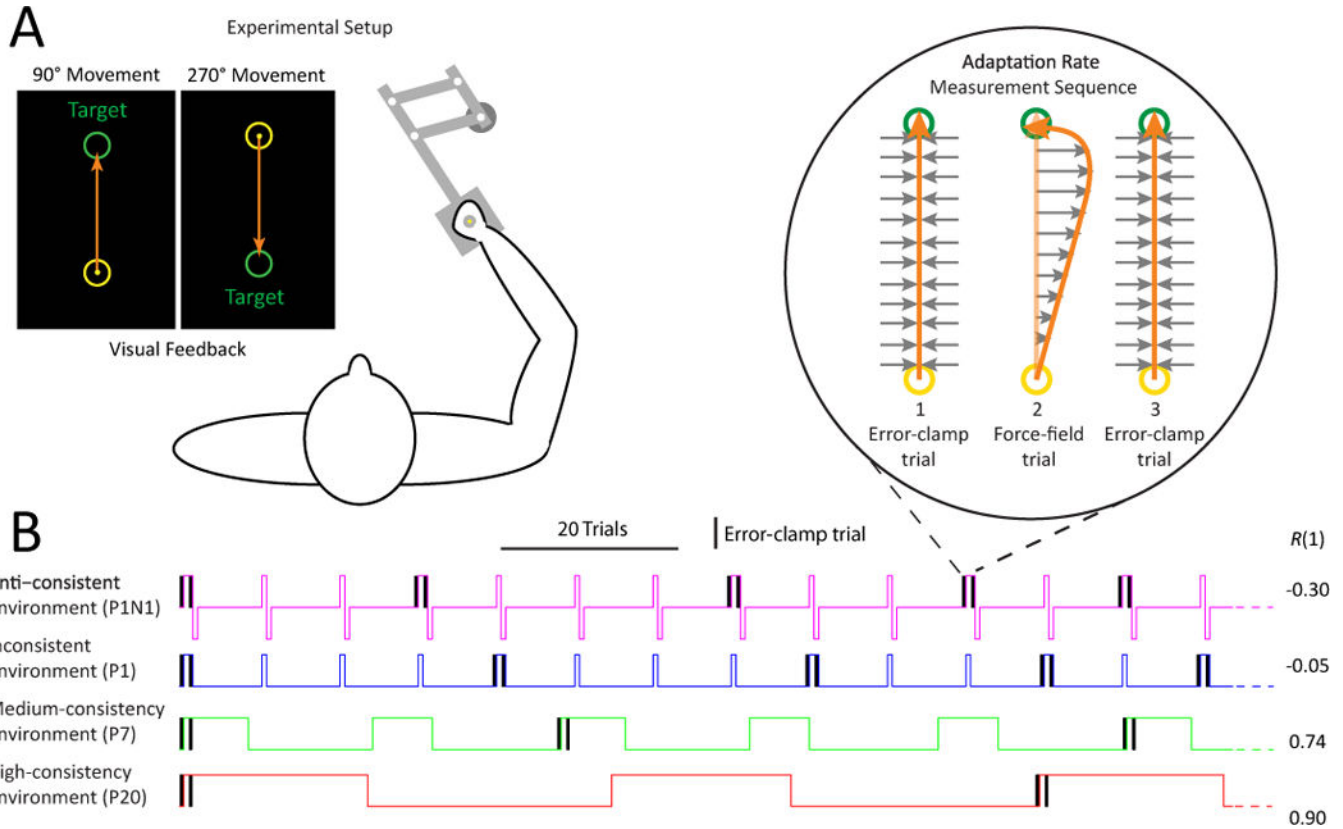 A
Experimental Setup
90° Movement
270° Movement
Target
Target
Visual Feedback
Adaptation Rate
Measurement Sequence
1
Error-clamp
trial
2
Force-field
trial
3
Error-clamp
trial
B
20 Trials
Error-clamp trial
R(1)
nti-consistent
nvironment (P1N1)
-0.30
nconsistent
nvironment (P1)
-0.05
Medium-consistency
nvironment (P7)
0.74
igh-consistency
nvironment (P20)
0.90